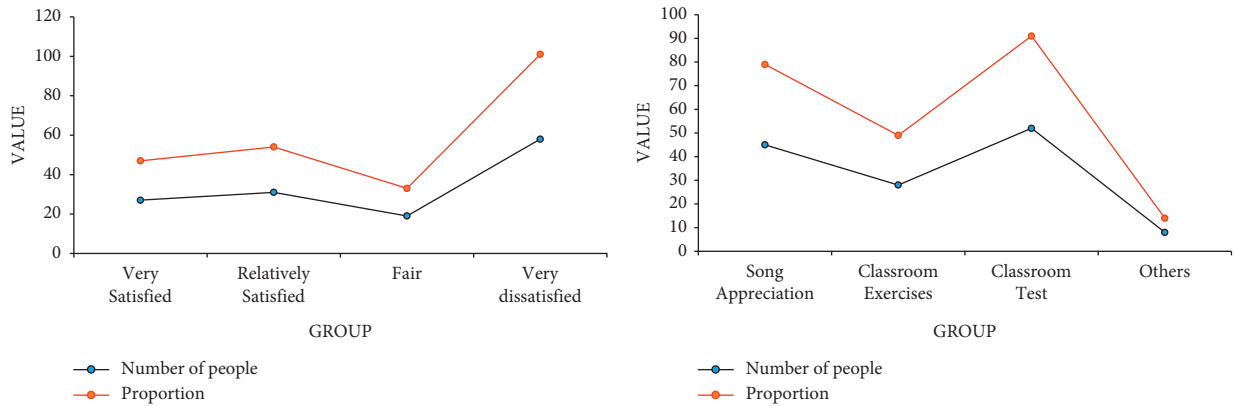 120
100
80
60
40
20
0
VALUE
Very
Satisfied
Relatively
Satisfied
Fair
Very
dissatisfied
GROUP
Number of people
Proportion
100
90
80
70
60
50
40
30
20
10
0
VALUE
Song
Appreciation
Classroom
Exercises
Classroom
Test
Others
GROUP
Number of people
Proportion